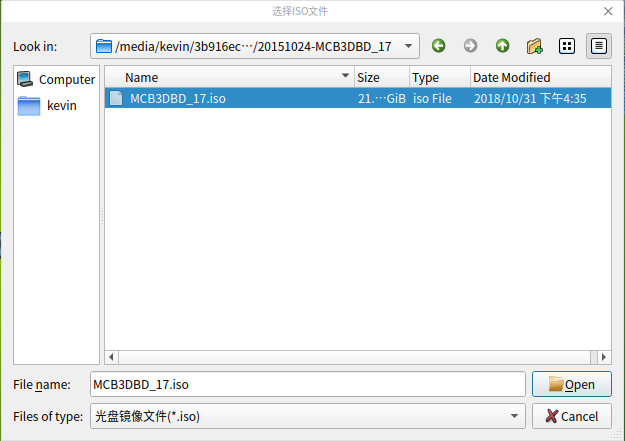 选择ISO文件
Look in: /media/kevin/3b916ec⋯/20151024-MCB3DBD_17
Computer
kevin
Name Size Type Date Modified
MCB3DBD_17.iso 21.⋯GiB iso File 2018/10/31 下午4:35
File name: MCB3DBD_17.iso Open
Files of type: 光盘镜像文件(*.iso) Cancel